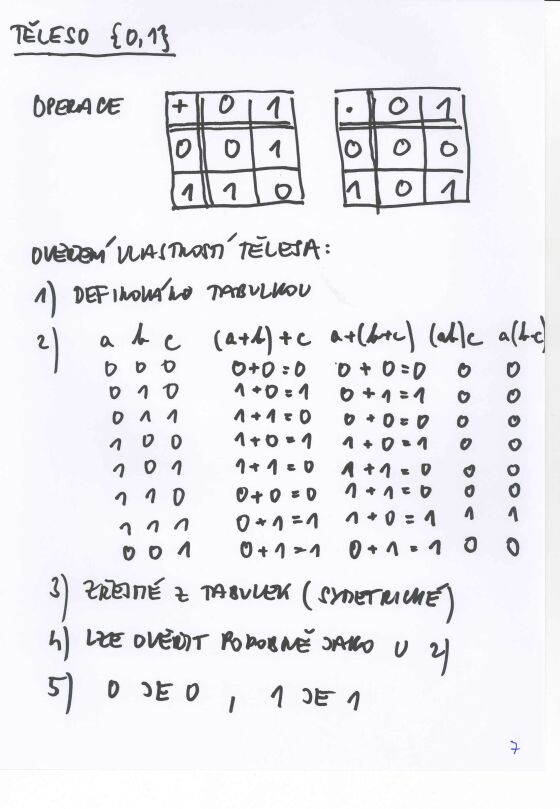 TĚLESO {0,1}
OPERACE + 0 1 · 0 1
0 0 1 0 0 0
1 1 0 1 0 1
OVĚŘENÍ VLASTNOSTÍ TĚLESA:
1) DEFINOVÁNO TABULKOU
2) a b c (a+b)+c a+(b+c) (ab)c a(b·c)
0 0 0 0+0=0 0+0=0 0 0
0 1 0 1+0=1 0+1=1 0 0
0 1 1 1+1=0 0+0=0 0 0
1 0 0 1+0=1 1+0=1 0 0
1 0 1 1+1=0 1+1=0 0 0
1 1 0 0+0=0 1+1=0 0 0
1 1 1 0+1=1 1+0=1 1 1
0 0 1 0+1=1 0+1=1 0 0
3) ZŘEJMÉ Z TABULEK (SYMETRICKÉ)
4) LZE OVĚŘIT PODOBNĚ JAKO U 2)
5) 0 JE 0, 1 JE 1
7